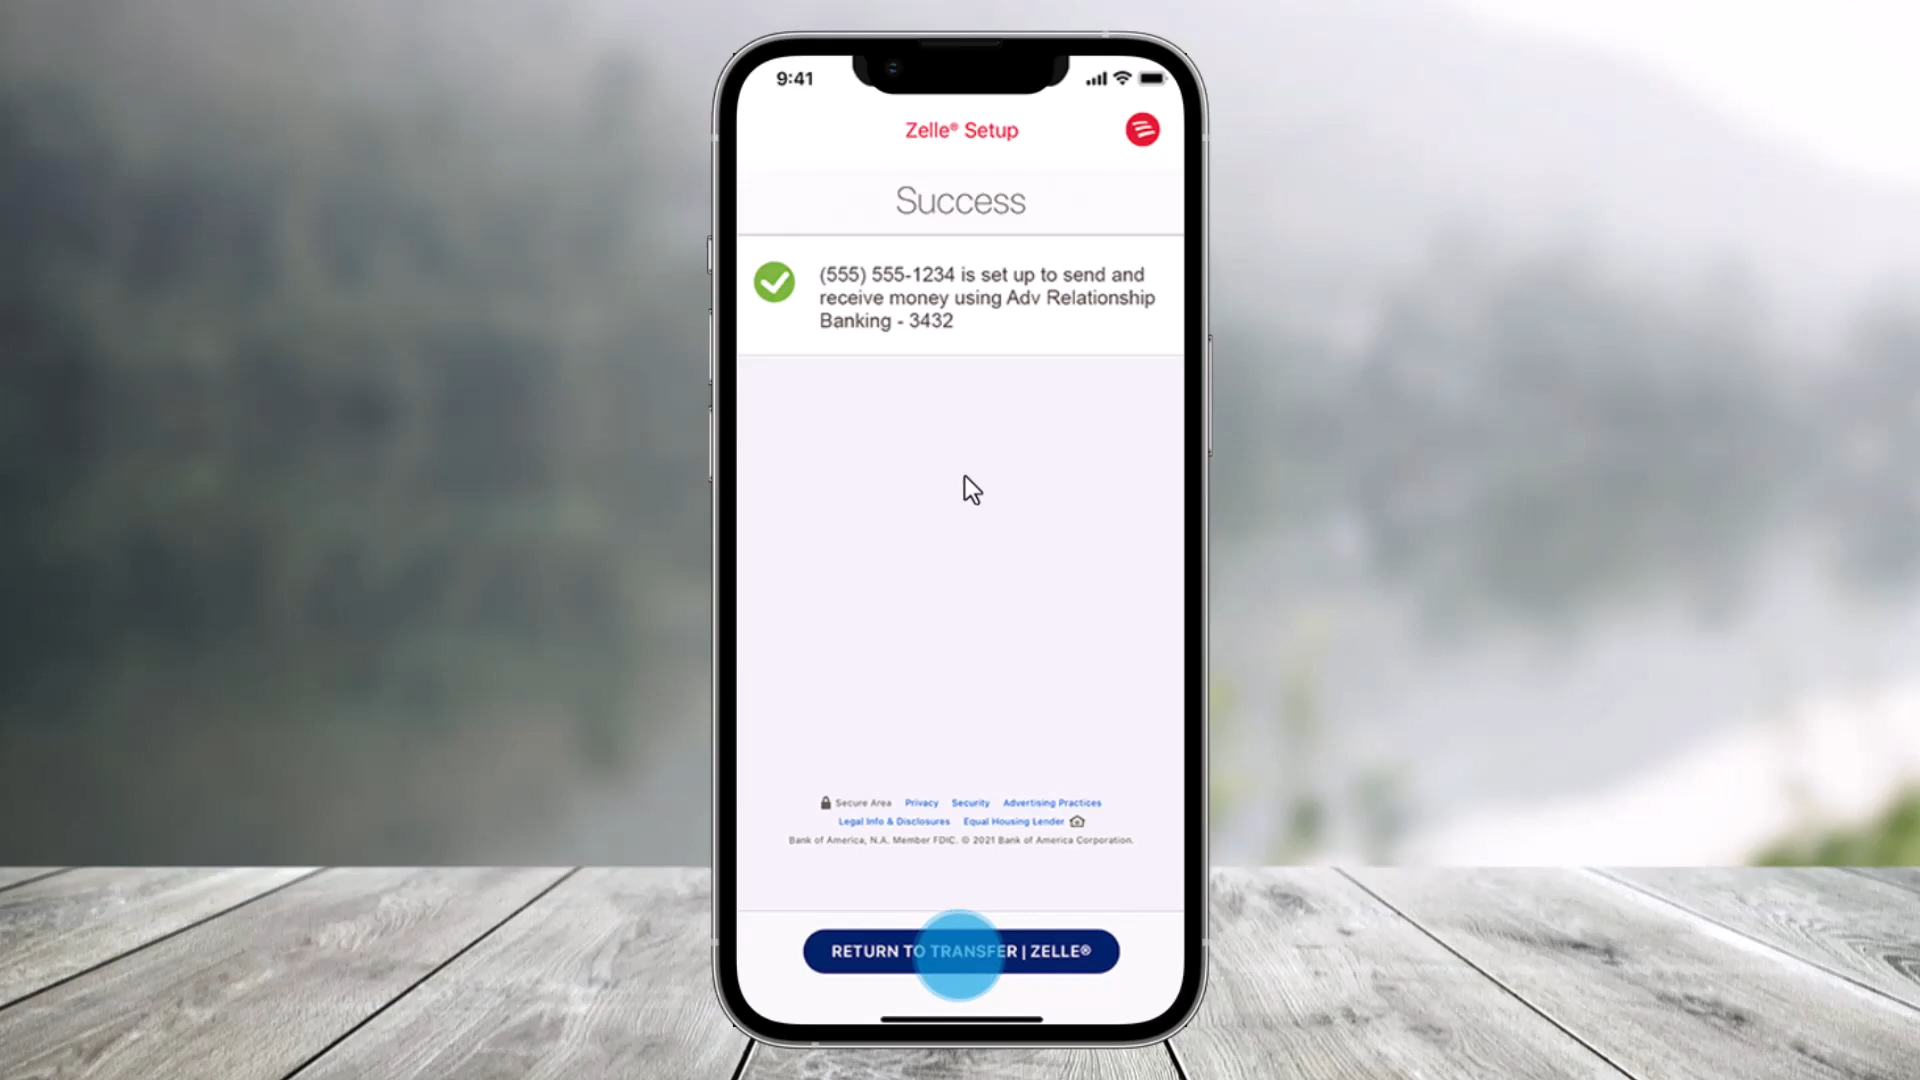 9:41
Zelle® Setup
Success
(555) 555-1234 is set up to send and
receive money using Adv Relationship
Banking - 3432
Secure Area Privacy Security Advertising Practices
Legal Info & Disclosures Equal Housing Lender
Bank of America, N.A. Member FDIC. © 2021 Bank of America Corporation.
RETURN TO TRANSFER | ZELLE®